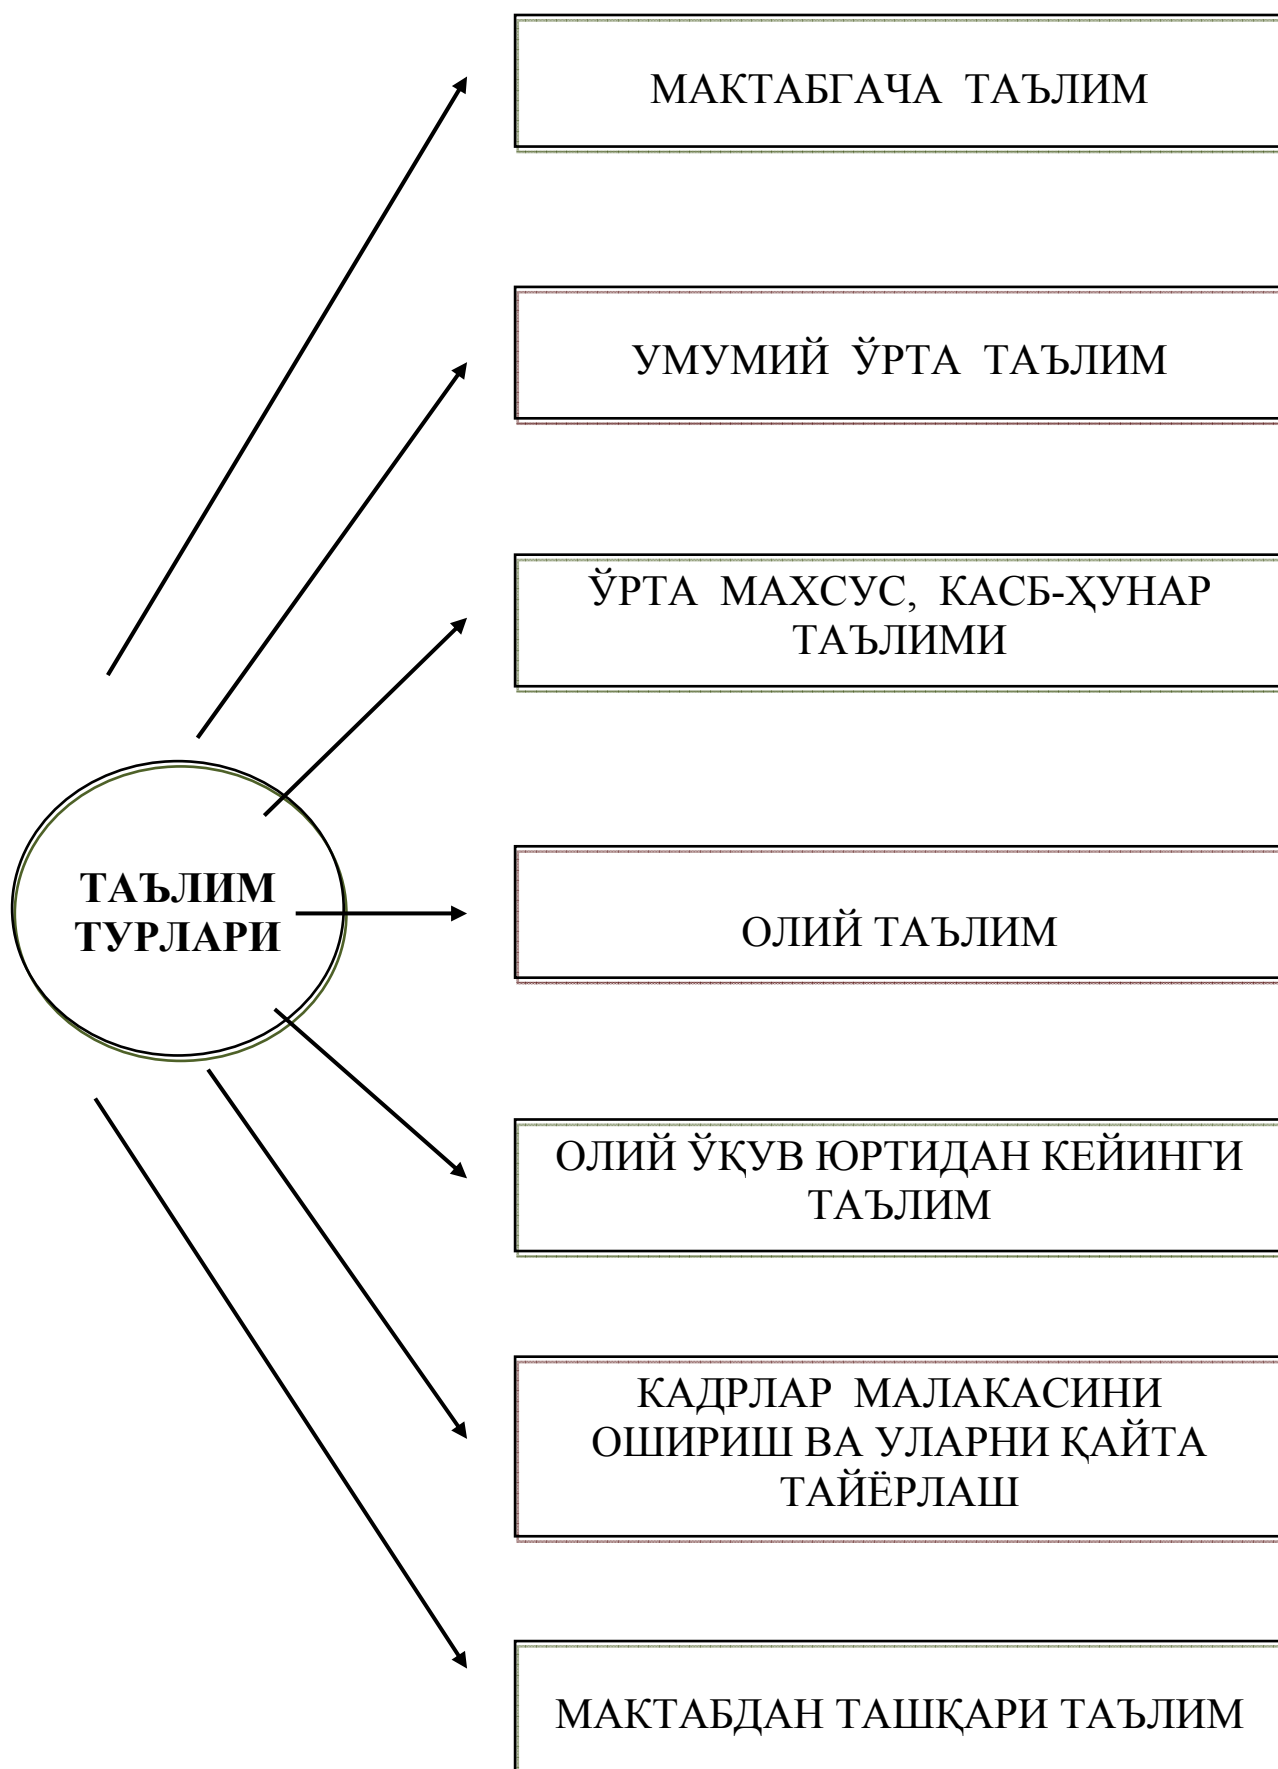 МАКТАБГАЧА ТАЪЛИМ
УМУМИЙ ЎРТА ТАЪЛИМ
ЎРТА МАХСУС, КАСБ-ҲУНАР
ТАЪЛИМИ
ТАЪЛИМ
ТУРЛАРИ
ОЛИЙ ТАЪЛИМ
ОЛИЙ ЎҚУВ ЮРТИДАН КЕЙИНГИ
ТАЪЛИМ
КАДРЛАР МАЛАКАСИНИ
ОШИРИШ ВА УЛАРНИ ҚАЙТА
ТАЙЁРЛАШ
МАКТАБДАН ТАШҚАРИ ТАЪЛИМ